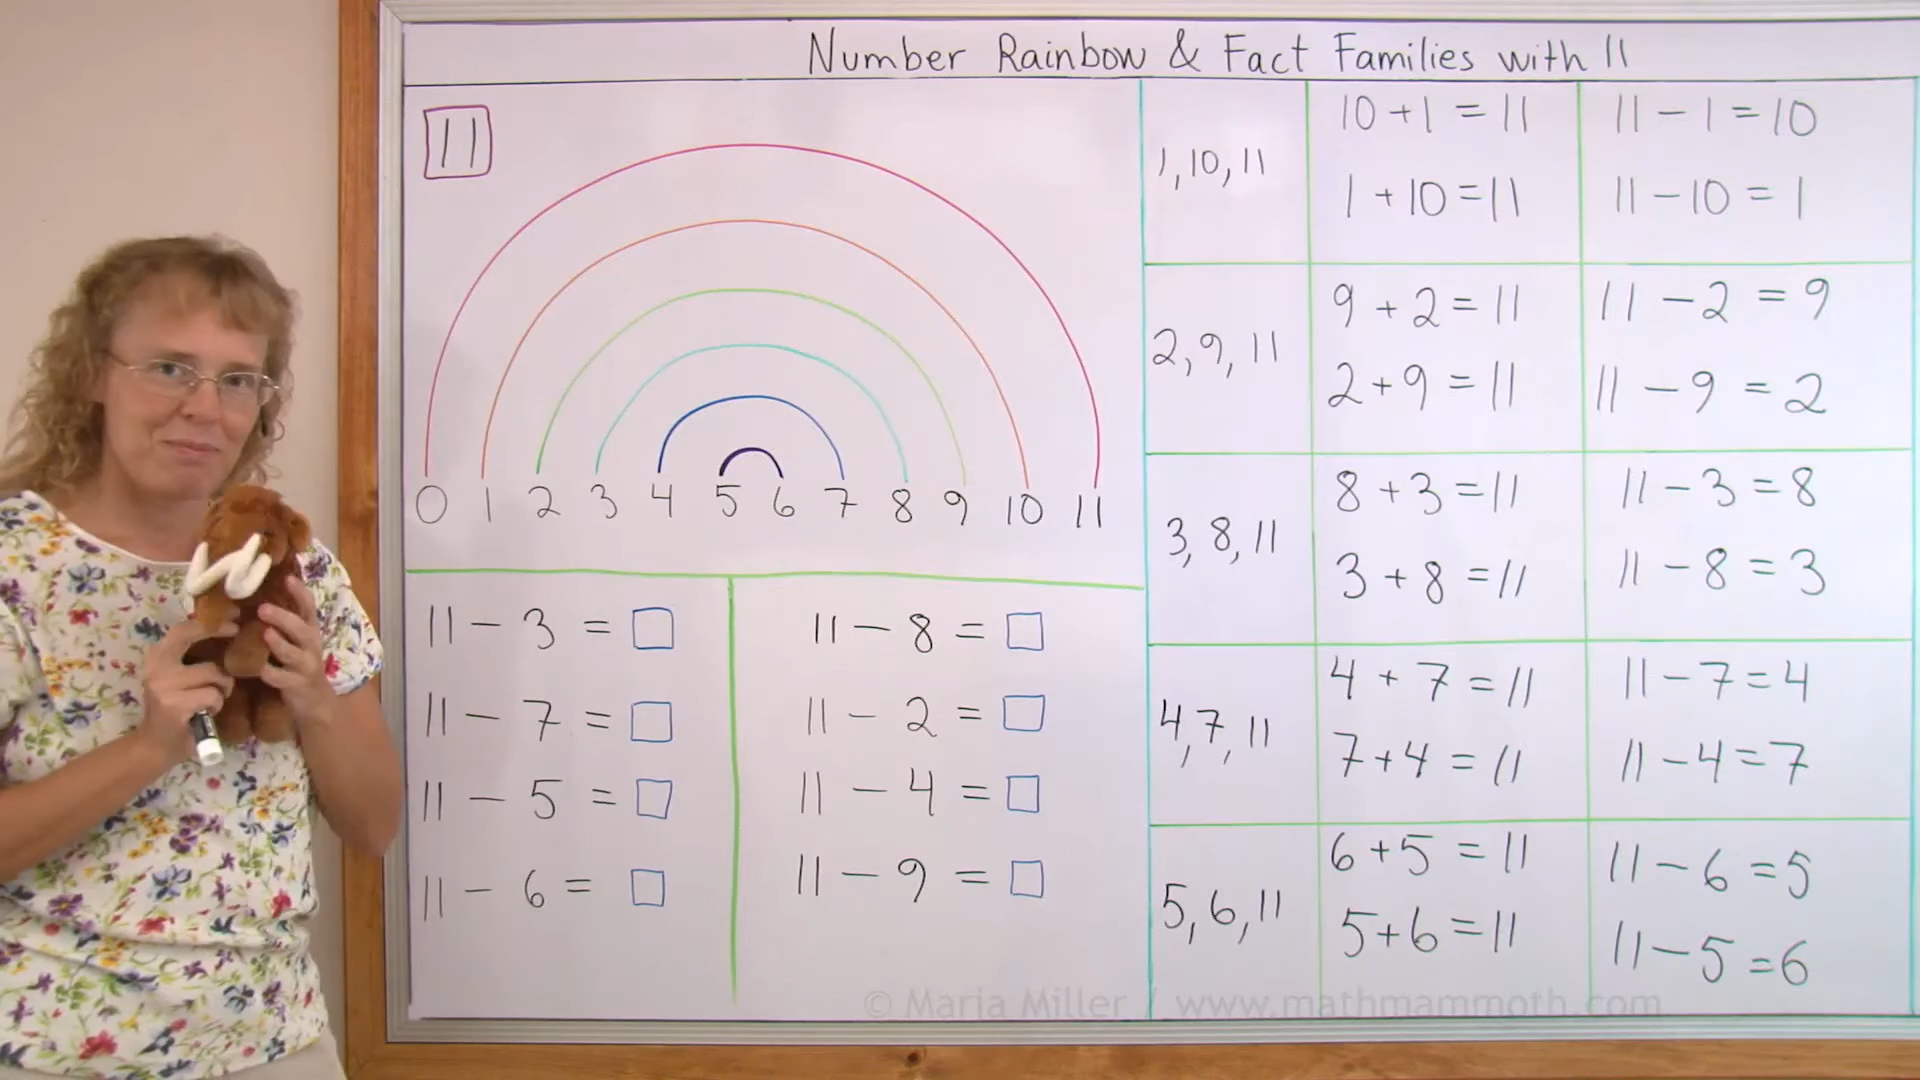 Number Rainbow & Fact Families with 11
11
0 1 2 3 4 5 6 7 8 9 10 11
11 - 3 = □
11 - 7 = □
11 - 5 = □
11 - 6 = □
11 - 8 = □
11 - 2 = □
11 - 4 = □
11 - 9 = □
1, 10, 11
10 + 1 = 11
1 + 10 = 11
11 - 1 = 10
11 - 10 = 1
2, 9, 11
9 + 2 = 11
2 + 9 = 11
11 - 2 = 9
11 - 9 = 2
3, 8, 11
8 + 3 = 11
3 + 8 = 11
11 - 3 = 8
11 - 8 = 3
4, 7, 11
4 + 7 = 11
7 + 4 = 11
11 - 7 = 4
11 - 4 = 7
5, 6, 11
6 + 5 = 11
5 + 6 = 11
11 - 6 = 5
11 - 5 = 6
© Maria Miller / www.mathmammoth.com